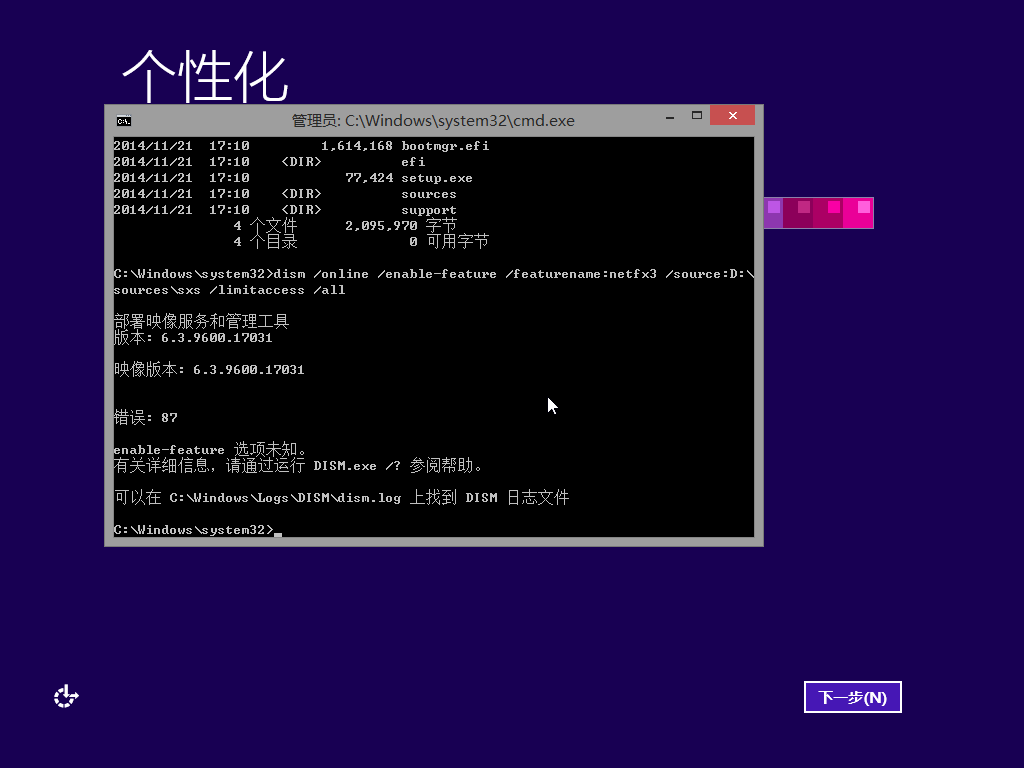 个性化
管理员: C:\Windows\system32\cmd.exe
2014/11/21  17:10         1,614,168 bootmgr.efi
2014/11/21  17:10    <DIR>          efi
2014/11/21  17:10            77,424 setup.exe
2014/11/21  17:10    <DIR>          sources
2014/11/21  17:10    <DIR>          support
4 个文件      2,095,970 字节
4 个目录              0 可用字节
C:\Windows\system32>dism /online /enable-feature /featurename:netfx3 /source:D:\
sources\sxs /limitaccess /all
部署映像服务和管理工具
版本: 6.3.9600.17031
映像版本: 6.3.9600.17031
错误: 87
enable-feature 选项未知。
有关详细信息，请通过运行 DISM.exe /? 参阅帮助。
可以在 C:\Windows\Logs\DISM\dism.log 上找到 DISM 日志文件
C:\Windows\system32>
下一步(N)